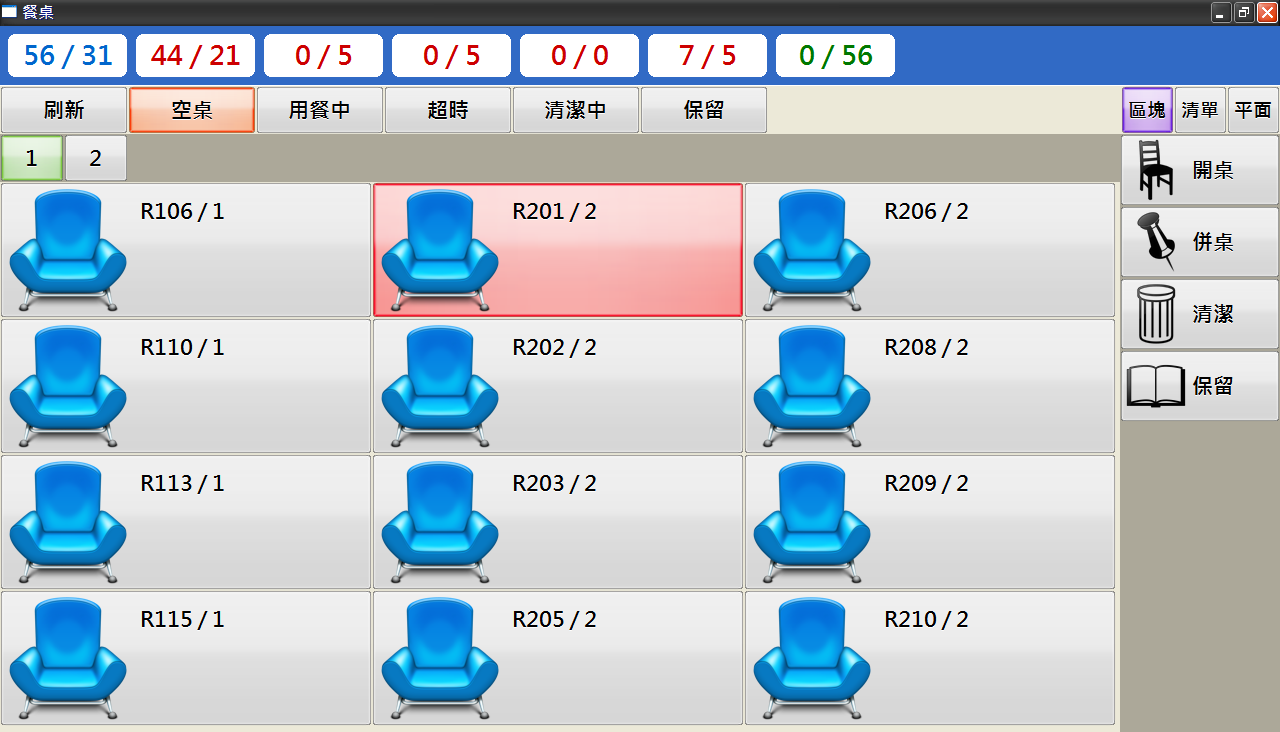 餐桌
56 / 31 44 / 21 0 / 5 0 / 5 0 / 0 7 / 5 0 / 56
刷新 空桌 用餐中 超時 清潔中 保留 區塊 清單 平面
1 2
開桌
併桌
清潔
保留
R106 / 1 R201 / 2 R206 / 2
R110 / 1 R202 / 2 R208 / 2
R113 / 1 R203 / 2 R209 / 2
R115 / 1 R205 / 2 R210 / 2